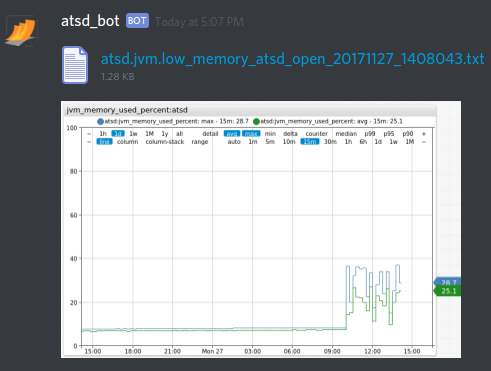 atsd_bot BOT Today at 5:07 PM
atsd.jvm.low_memory_atsd_open_20171127_1408043.txt
1.28 KB
jvm_memory_used_percent:atsd
atsd:jvm_memory_used_percent: max - 15m: 28.7 atsd:jvm_memory_used_percent: avg - 15m: 25.1
− 1h 1d 1w 1M 1y all detail avg max min delta counter median p99 p95 p90 +
− line column column-stack range auto 1m 5m 10m 15m 30m 1h 6h 1d 1w 1M +
100
80
60
40
28.7
25.1
20
0
15:00 18:00 21:00 Mon 27 03:00 06:00 09:00 12:00 15:00